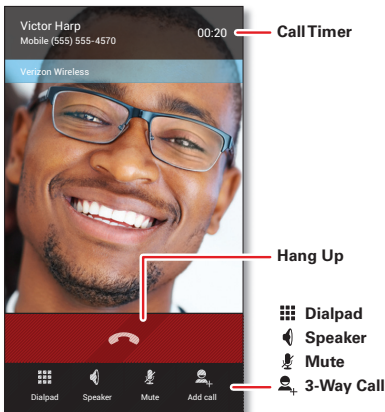 Victor Harp
Mobile (555) 555-4570
00:20
Call Timer
Verizon Wireless
Hang Up
Dialpad
Speaker
Mute
3-Way Call
Dialpad Speaker Mute Add call